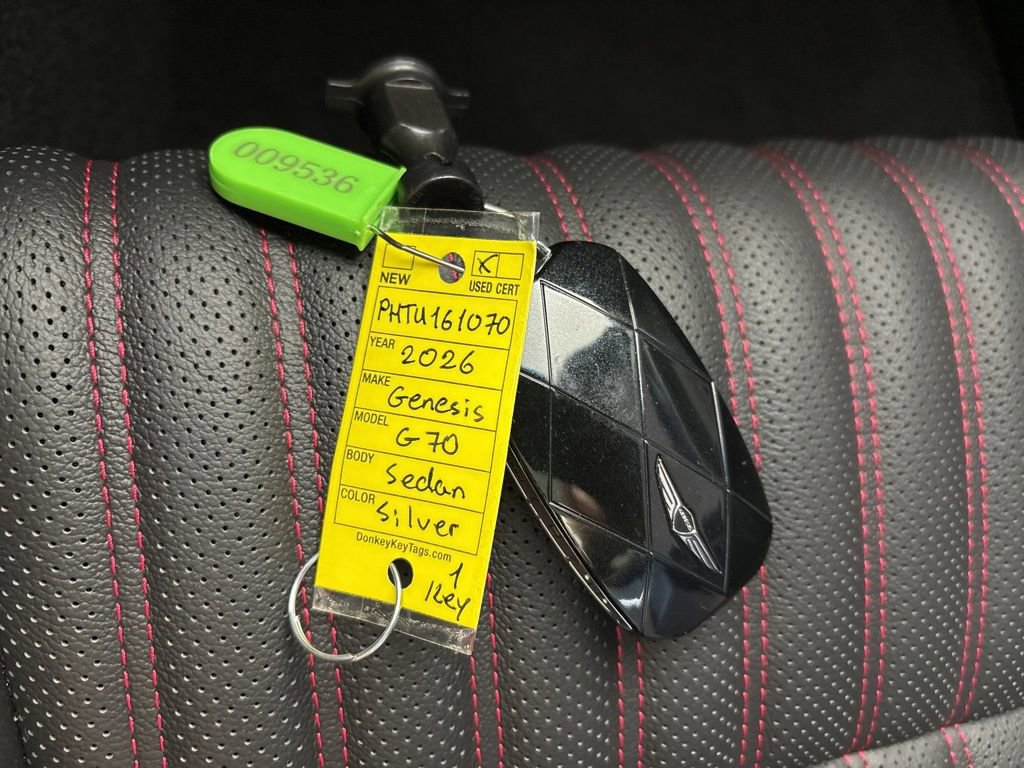 009536
NEW
X
USED CERT
PHTU161070
YEAR 2026
MAKE Genesis
MODEL G70
BODY Sedan
COLOR Silver
DonkeyKeyTags.com
1
Key